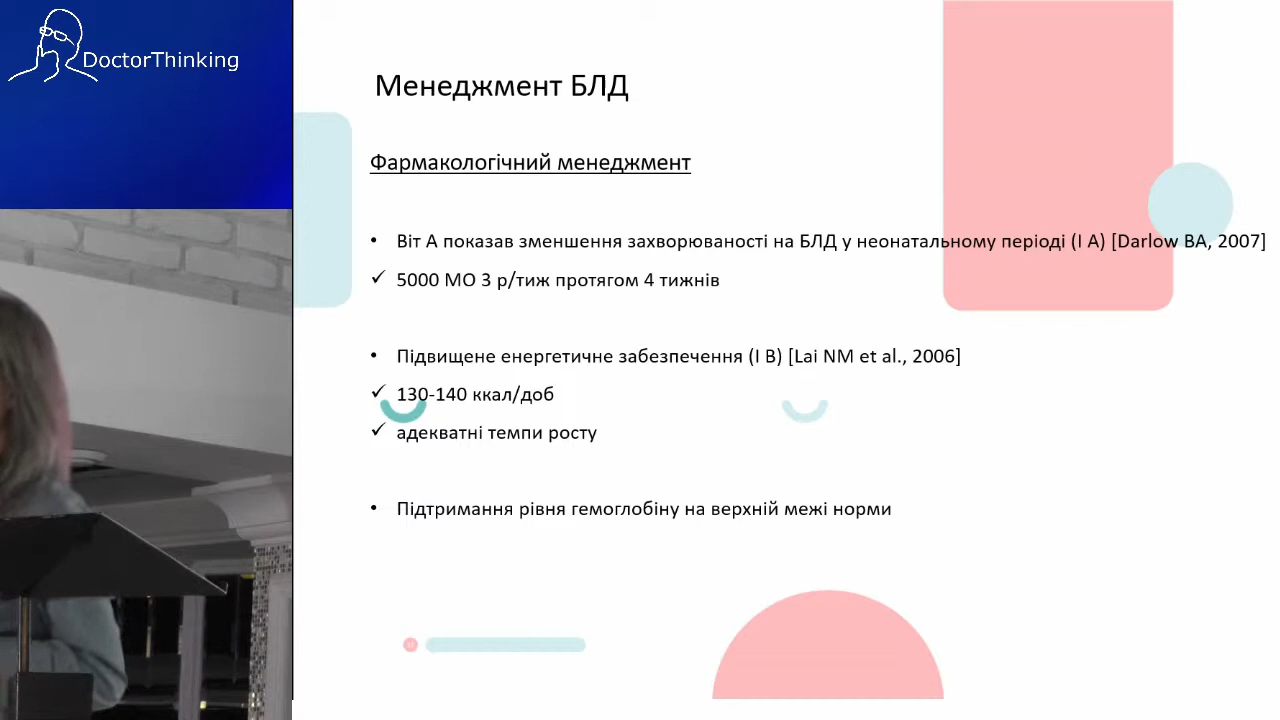 DoctorThinking
Менеджмент БЛД
Фармакологічний менеджмент
• Віт А показав зменшення захворюваності на БЛД у неонатальному періоді (І А) [Darlow BA, 2007]
✓ 5000 МО 3 р/тиж протягом 4 тижнів
• Підвищене енергетичне забезпечення (І В) [Lai NM et al., 2006]
✓ 130-140 ккал/доб
✓ адекватні темпи росту
• Підтримання рівня гемоглобіну на верхній межі норми